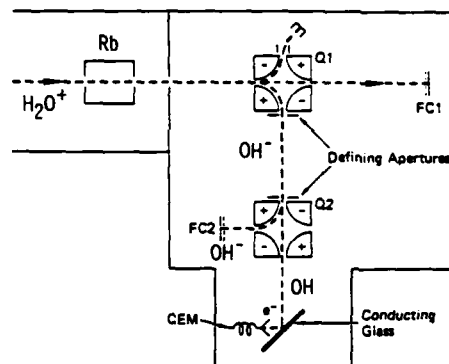 Rb
H₂O⁺
m
- +
+ -
Q1
FC1
OH⁻
Defining Apertures
Q2
+ -
- +
FC2
OH⁻
OH
e⁻
CEM
Conducting
Glass